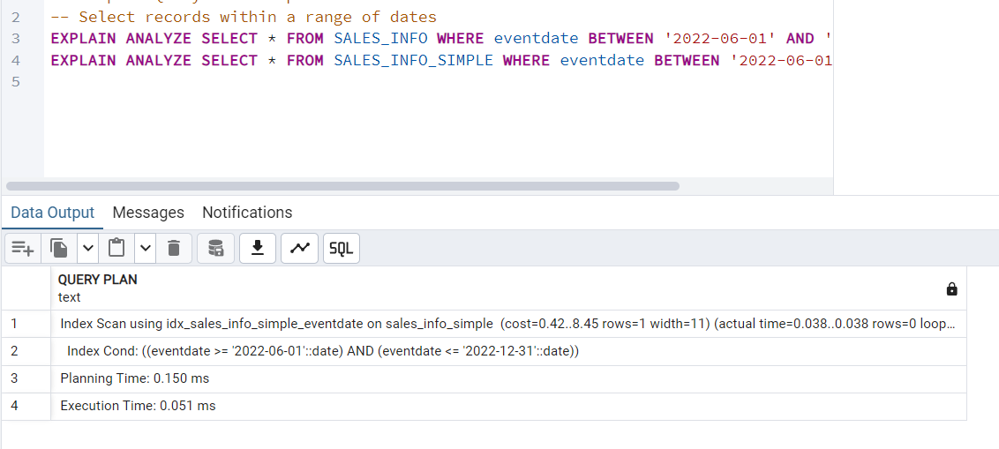 2 -- Select records within a range of dates
3 EXPLAIN ANALYZE SELECT * FROM SALES_INFO WHERE eventdate BETWEEN '2022-06-01' AND '
4 EXPLAIN ANALYZE SELECT * FROM SALES_INFO_SIMPLE WHERE eventdate BETWEEN '2022-06-01
5
Data Output Messages Notifications
SQL
QUERY PLAN
text
1 Index Scan using idx_sales_info_simple_eventdate on sales_info_simple (cost=0.42..8.45 rows=1 width=11) (actual time=0.038..0.038 rows=0 loop...
2 Index Cond: ((eventdate >= '2022-06-01'::date) AND (eventdate <= '2022-12-31'::date))
3 Planning Time: 0.150 ms
4 Execution Time: 0.051 ms